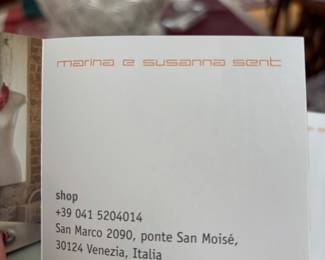 marina e susanna sent
shop
+39 041 5204014
San Marco 2090, ponte San Moisé,
30124 Venezia, Italia